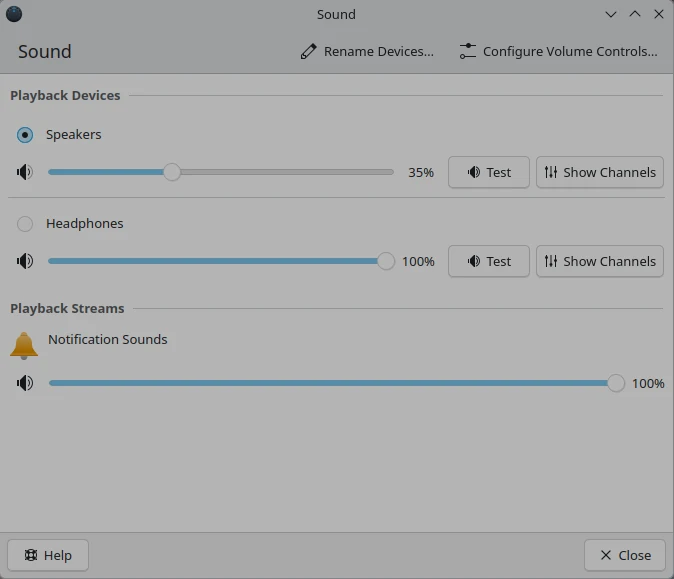 Sound
Sound
Rename Devices...
Configure Volume Controls...
Playback Devices
Speakers
35%
Test
Show Channels
Headphones
100%
Test
Show Channels
Playback Streams
Notification Sounds
100%
Help
Close